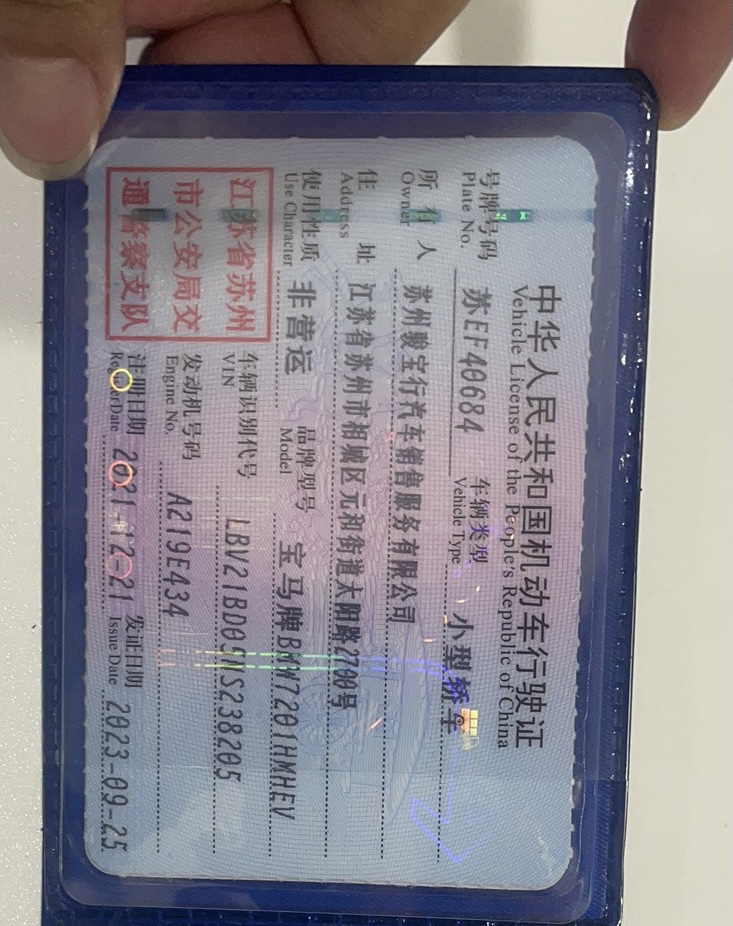 中华人民共和国机动车行驶证
Vehicle License of the People's Republic of China
号牌号码 苏EF40684 车辆类型 小型轿车
Plate No. Vehicle Type
所有人 苏州骏宝行汽车销售服务有限公司
Owner
住址 江苏省苏州市相城区元和街道太阳路2700号
Address
使用性质 非营运 品牌型号 宝马牌BMW7201HMHEV
Use Character Model
江苏省苏州
市公安局交
通警察支队
车辆识别代号 LBV21BD05NS238205
VIN
发动机号码 A219E434
Engine No.
注册日期 2021-12-21 发证日期 2023-09-25
Register Date Issue Date